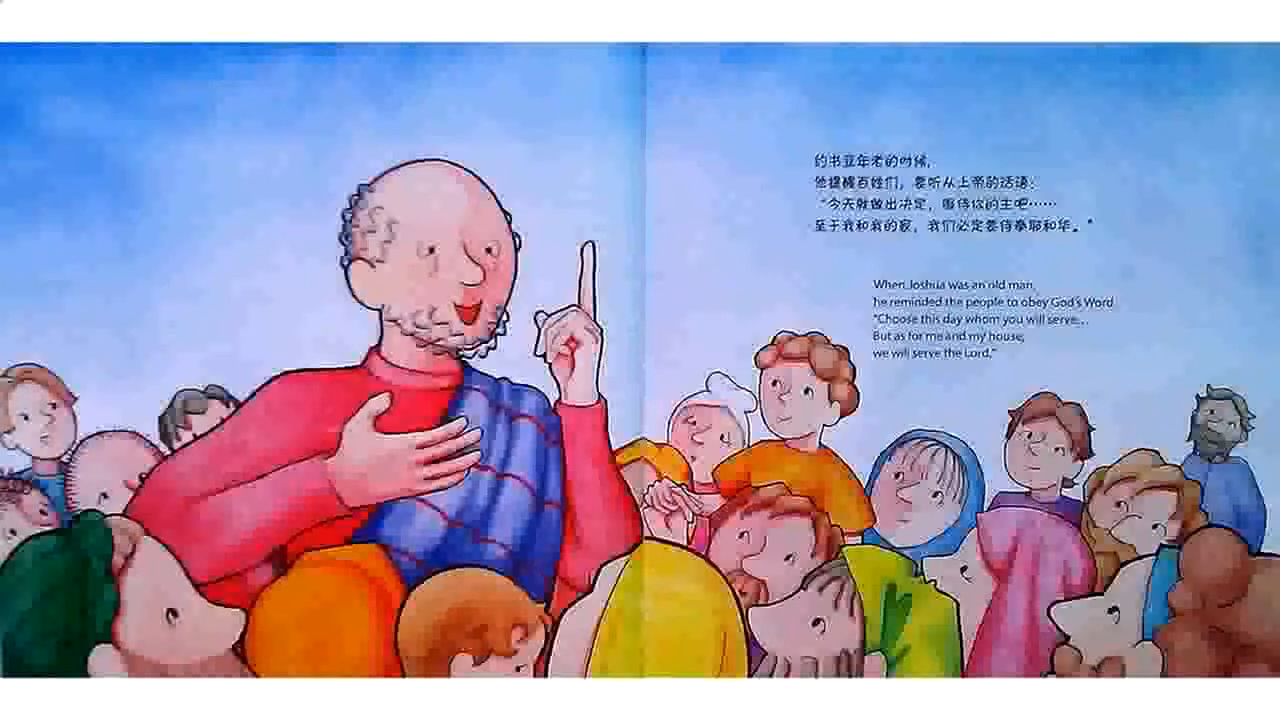 约书亚年老的时候,
他提醒百姓们，要听从上帝的话语：
“今天就做出决定，要侍你的主吧……
至于我和我的家，我们必定要侍奉耶和华。”
When Joshua was an old man,
he reminded the people to obey God's Word.
"Choose this day whom you will serve...
But as for me and my house,
we will serve the Lord."